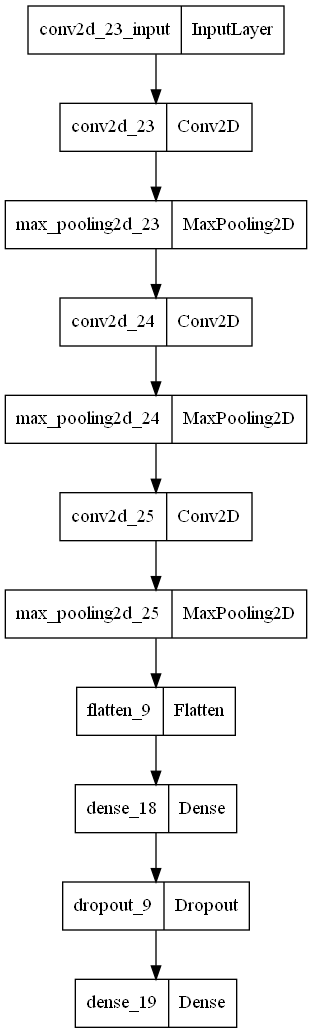 conv2d_23_input InputLayer
conv2d_23 Conv2D
max_pooling2d_23 MaxPooling2D
conv2d_24 Conv2D
max_pooling2d_24 MaxPooling2D
conv2d_25 Conv2D
max_pooling2d_25 MaxPooling2D
flatten_9 Flatten
dense_18 Dense
dropout_9 Dropout
dense_19 Dense